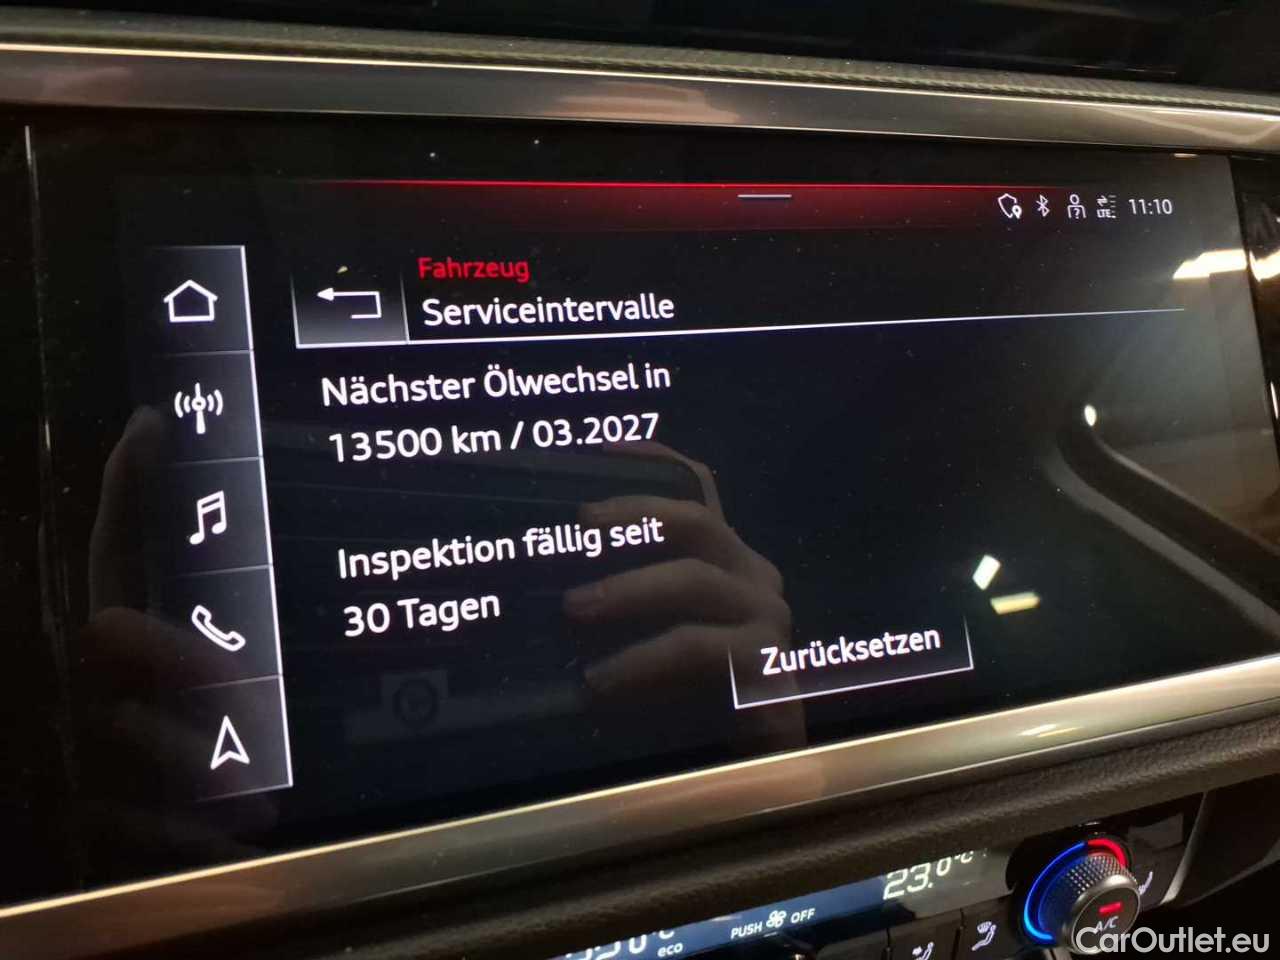 LTE
11:10
Fahrzeug
Serviceintervalle
Nächster Ölwechsel in
13500 km / 03.2027
Inspektion fällig seit
30 Tagen
Zurücksetzen
23.0°C
PUSH OFF
eco
A/C
CarOutlet.eu